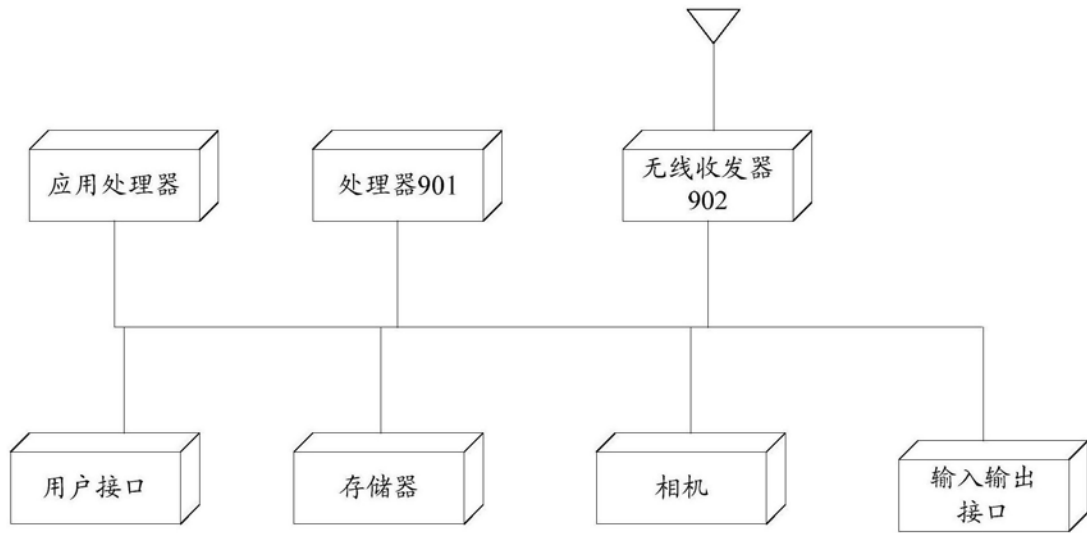 应用处理器
处理器901
无线收发器
902
用户接口
存储器
相机
输入输出
接口